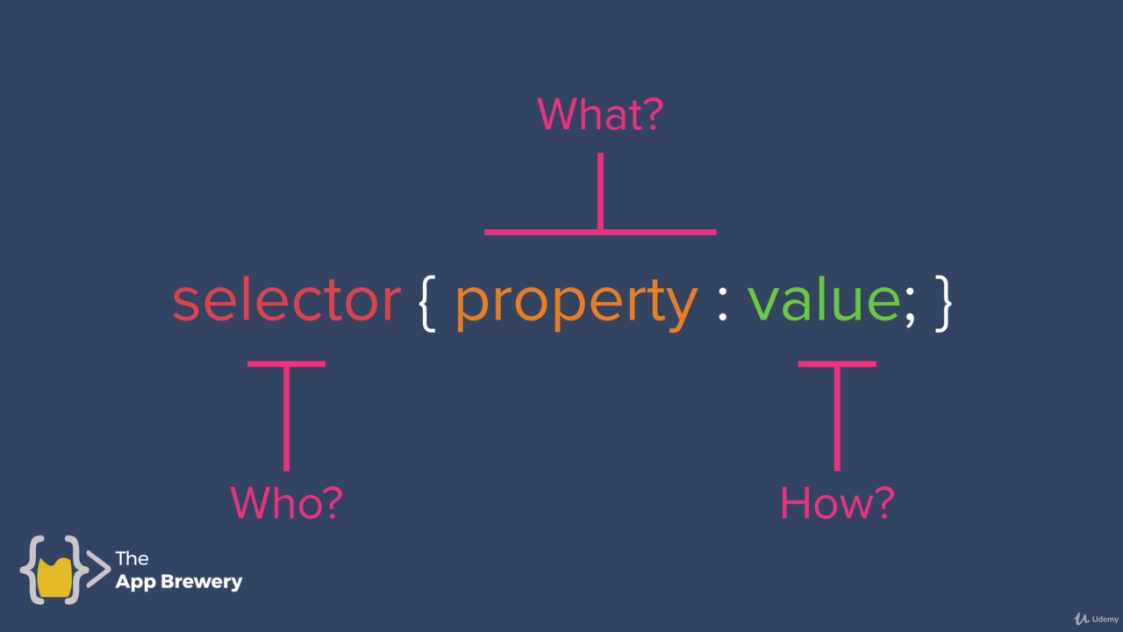 What?
selector { property : value; }
Who?
How?
The
App Brewery
Udemy